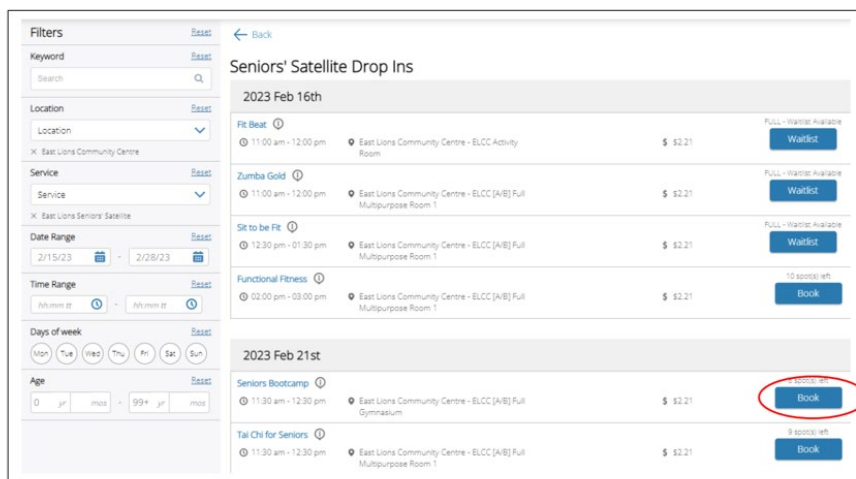 Filters Reset
Keyword Reset
Search
Location Reset
Location
× East Lions Community Centre
Service Reset
Service
× East Lions Seniors' Satellite
Date Range Reset
2/15/23 - 2/28/23
Time Range Reset
hh:mm tt - hh:mm tt
Days of week Reset
Mon Tue Wed Thu Fri Sat Sun
Age Reset
0 yr mos - 99+ yr mos
← Back
Seniors' Satellite Drop Ins
2023 Feb 16th
FULL - Waitlist Available
Fit Beat
11:00 am - 12:00 pm East Lions Community Centre - ELCC Activity
Room
$ $2.21
Waitlist
FULL - Waitlist Available
Zumba Gold
11:00 am - 12:00 pm East Lions Community Centre - ELCC [A/B] Full
Multipurpose Room 1
$ $2.21
Waitlist
FULL - Waitlist Available
Sit to be Fit
12:30 pm - 01:30 pm East Lions Community Centre - ELCC [A/B] Full
Multipurpose Room 1
$ $2.21
Waitlist
10 spot(s) left
Functional Fitness
02:00 pm - 03:00 pm East Lions Community Centre - ELCC [A/B] Full
Multipurpose Room 1
$ $2.21
Book
2023 Feb 21st
spot(s) left
Seniors Bootcamp
11:30 am - 12:30 pm East Lions Community Centre - ELCC [A/B] Full
Gymnasium
$ $2.21
Book
9 spot(s) left
Tai Chi for Seniors
11:30 am - 12:30 pm East Lions Community Centre - ELCC [A/B] Full
Multipurpose Room 1
$ $2.21
Book